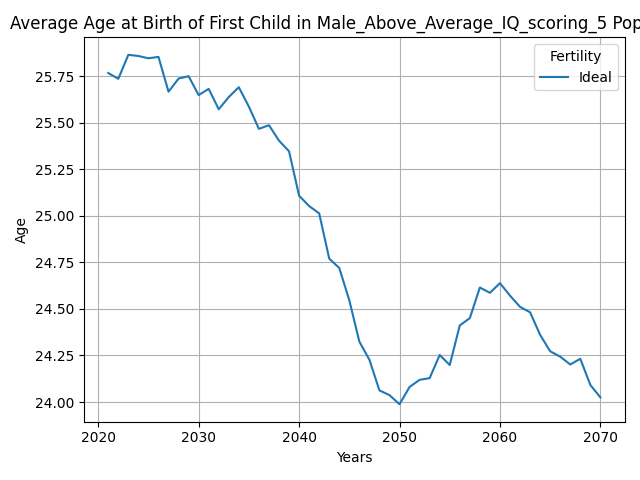 Average Age at Birth of First Child in Male_Above_Average_IQ_scoring_5 Pop
Fertility
Ideal
25.75
25.50
25.25
25.00
24.75
24.50
24.25
24.00
Age
2020 2030 2040 2050 2060 2070
Years